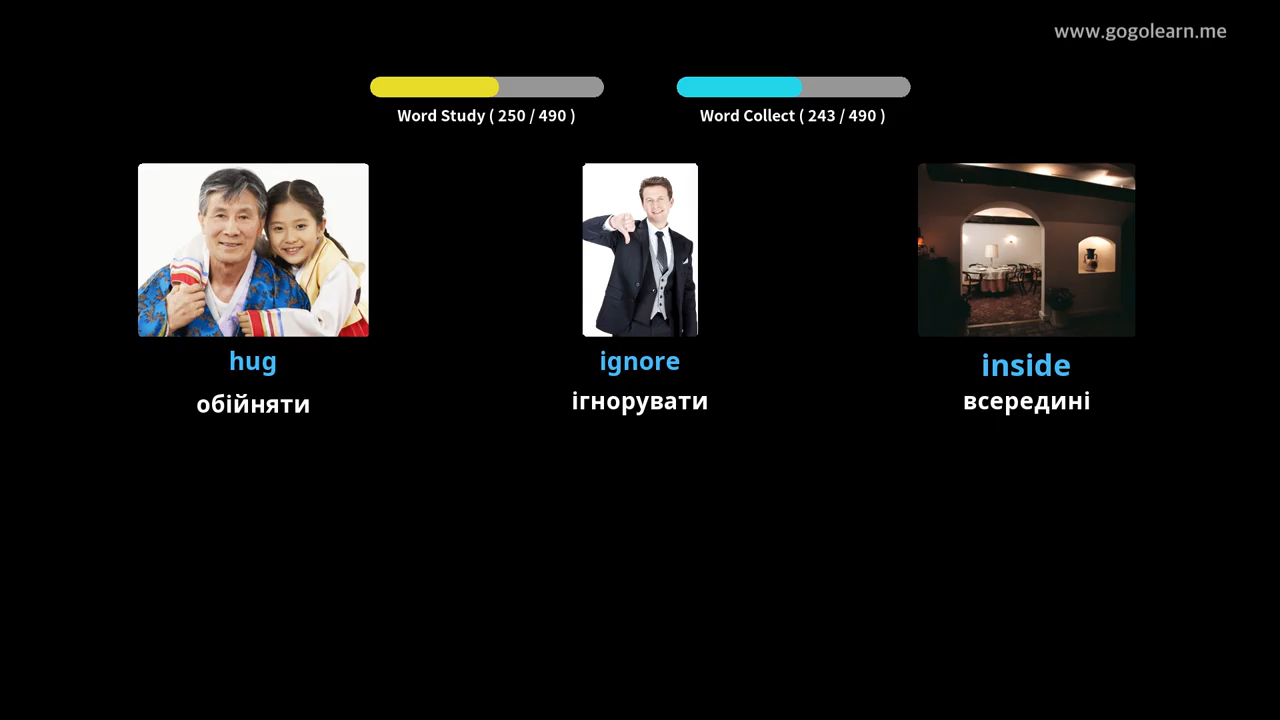 www.gogolearn.me
Word Study ( 250 / 490 )
Word Collect ( 243 / 490 )
hug
обійняти
ignore
ігнорувати
inside
всередині